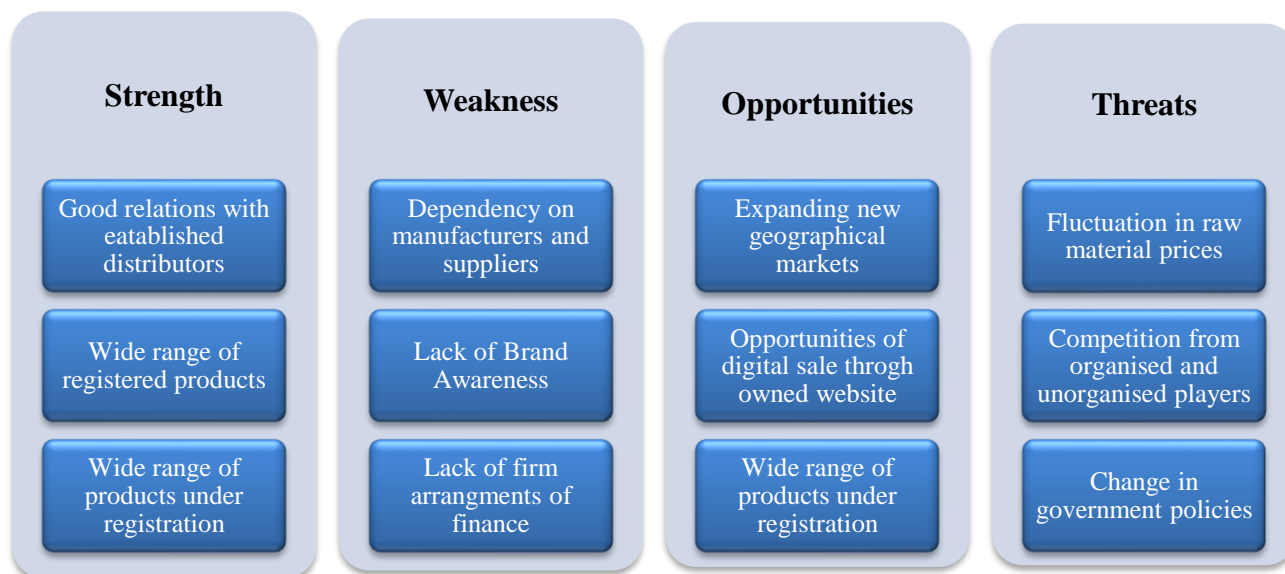 Strength
Good relations with
eatablished
distributors
Wide range of
registered products
Wide range of
products under
registration
Weakness
Dependency on
manufacturers and
suppliers
Lack of Brand
Awareness
Lack of firm
arrangments of
finance
Opportunities
Expanding new
geographical
markets
Opportunities of
digital sale throgh
owned website
Wide range of
products under
registration
Threats
Fluctuation in raw
material prices
Competition from
organised and
unorganised players
Change in
government policies